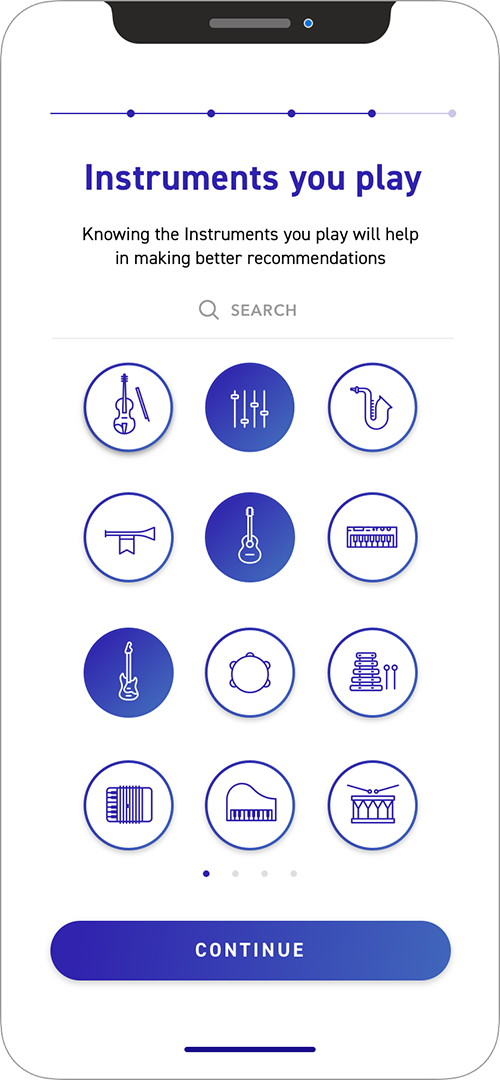 Instruments you play
Knowing the Instruments you play will help
in making better recommendations
SEARCH
CONTINUE